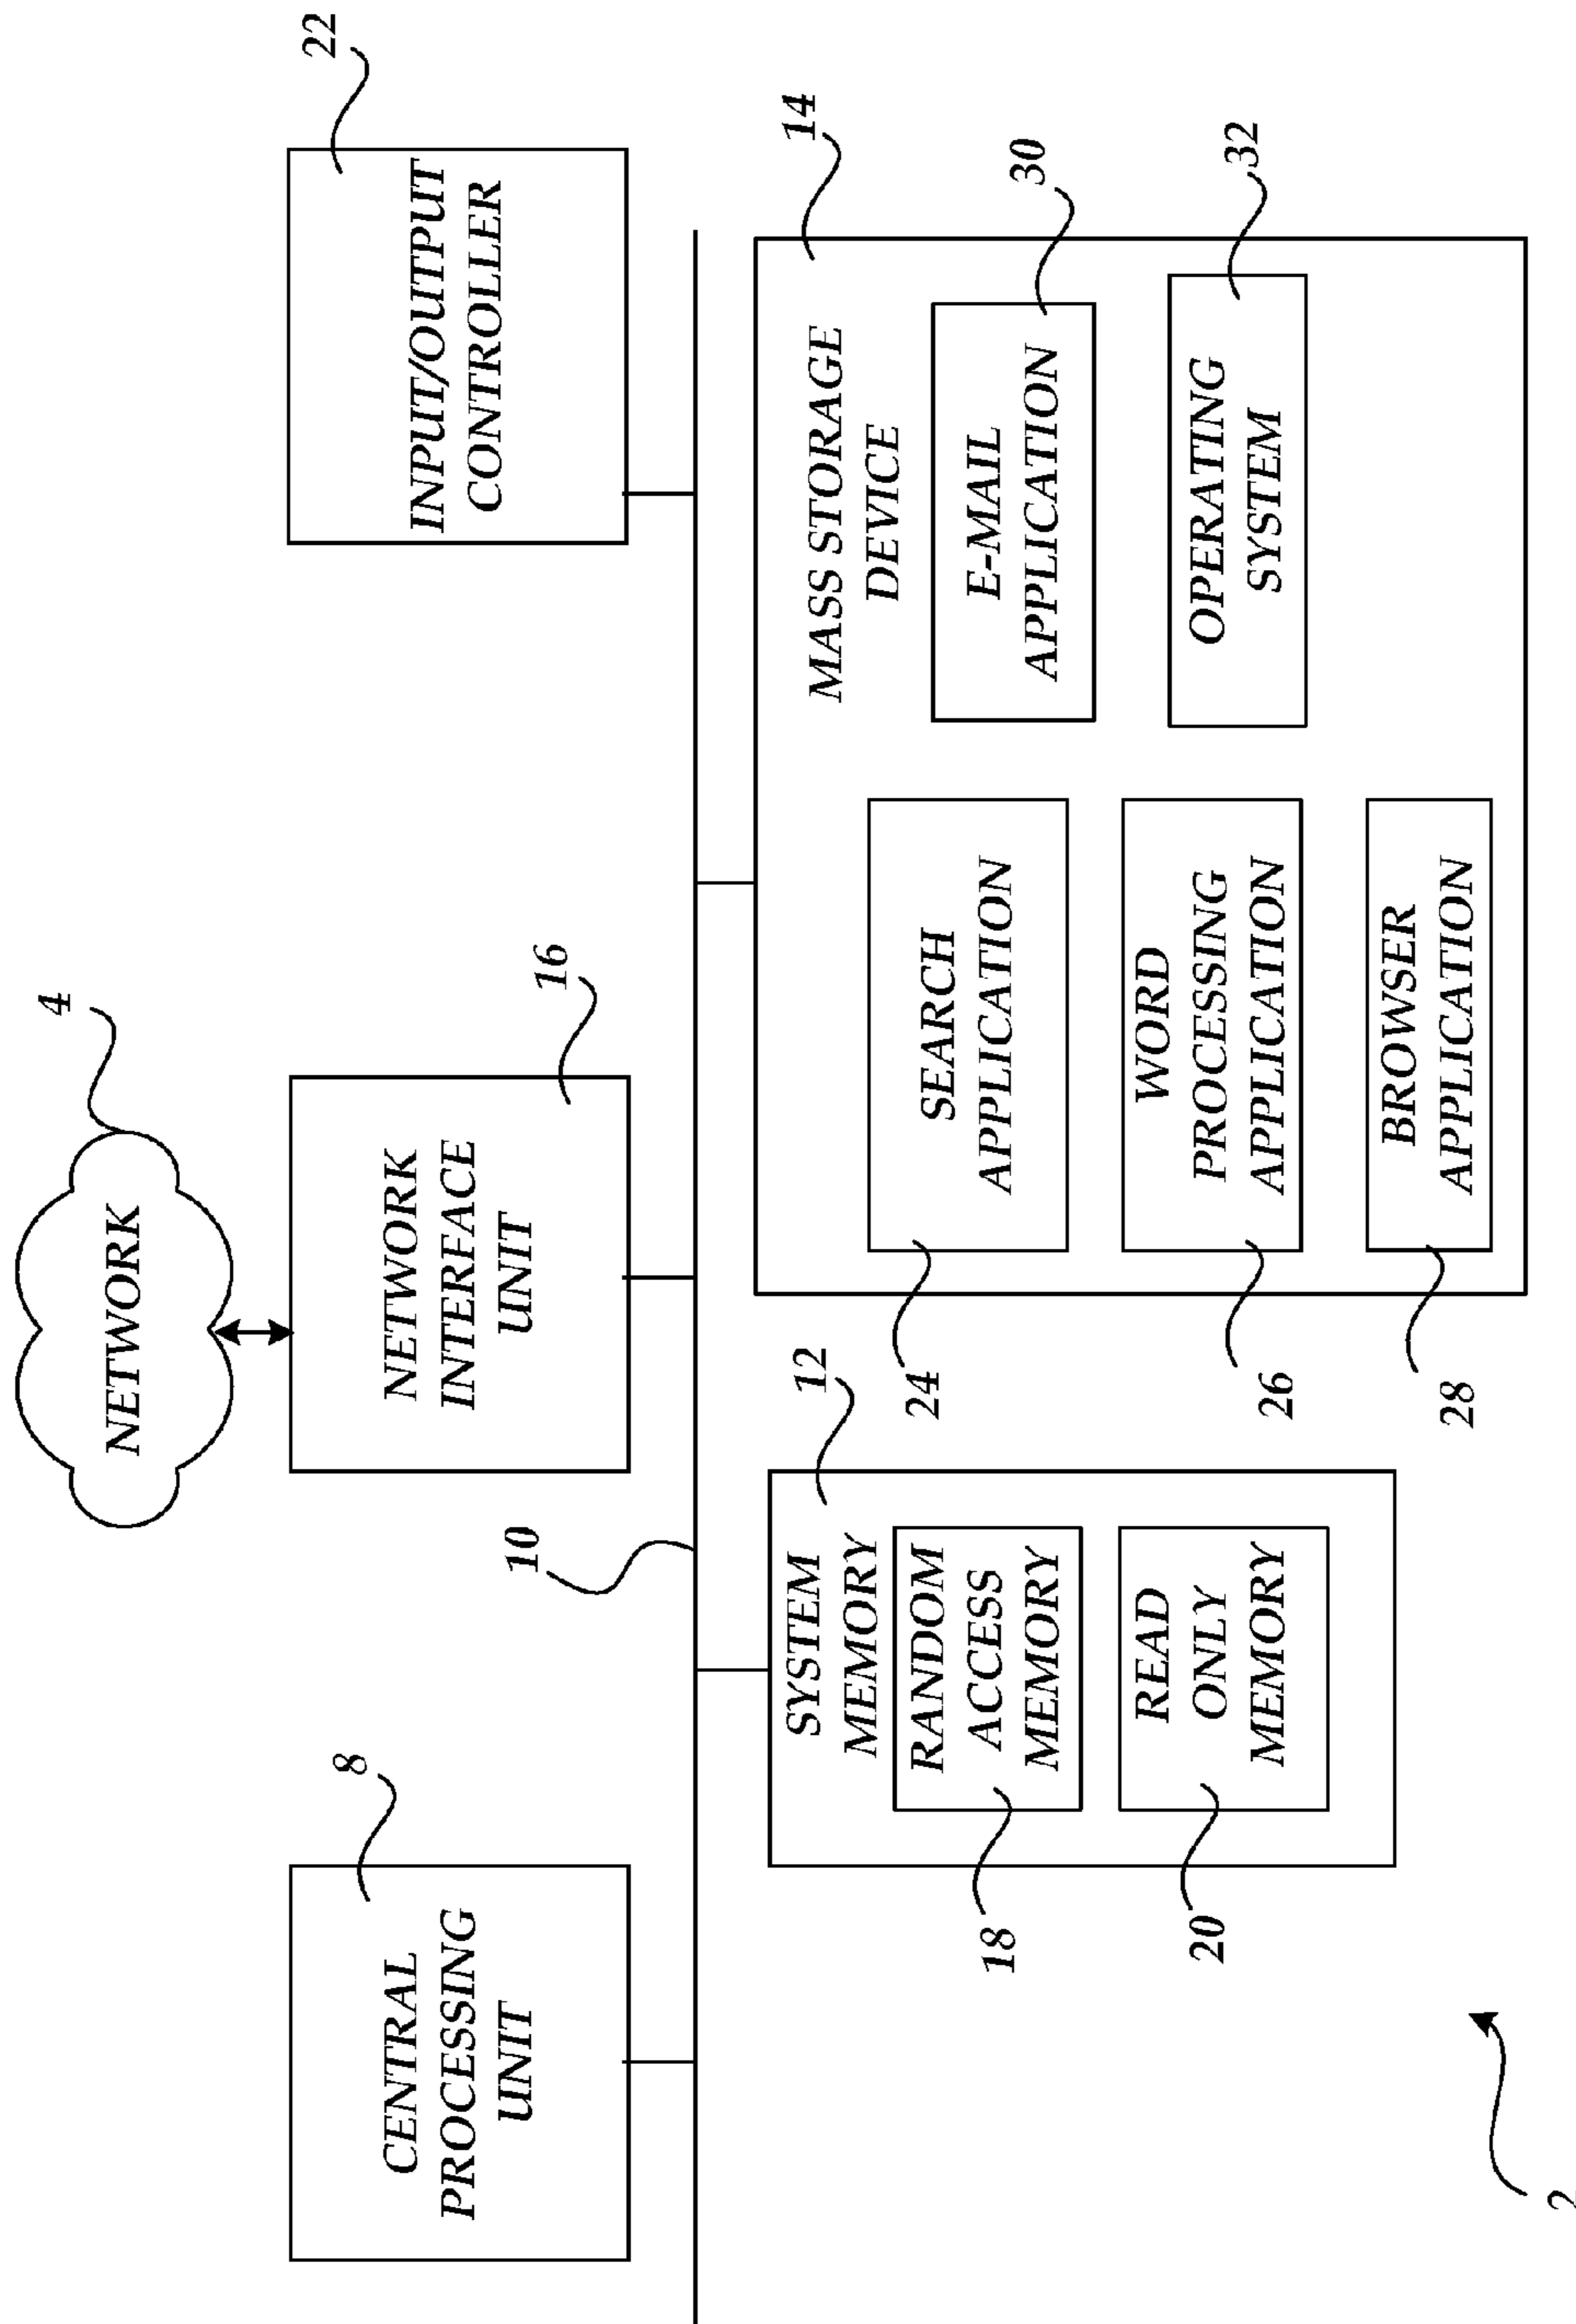 4
NETWORK
8
CENTRAL
PROCESSING
UNIT
16
NETWORK
INTERFACE
UNIT
22
INPUT/OUTPUT
CONTROLLER
10
12
SYSTEM
MEMORY
RANDOM
ACCESS
MEMORY
18
READ
ONLY
MEMORY
20
14
MASS STORAGE
DEVICE
24
SEARCH
APPLICATION
30
E-MAIL
APPLICATION
26
WORD
PROCESSING
APPLICATION
32
OPERATING
SYSTEM
28
BROWSER
APPLICATION
2